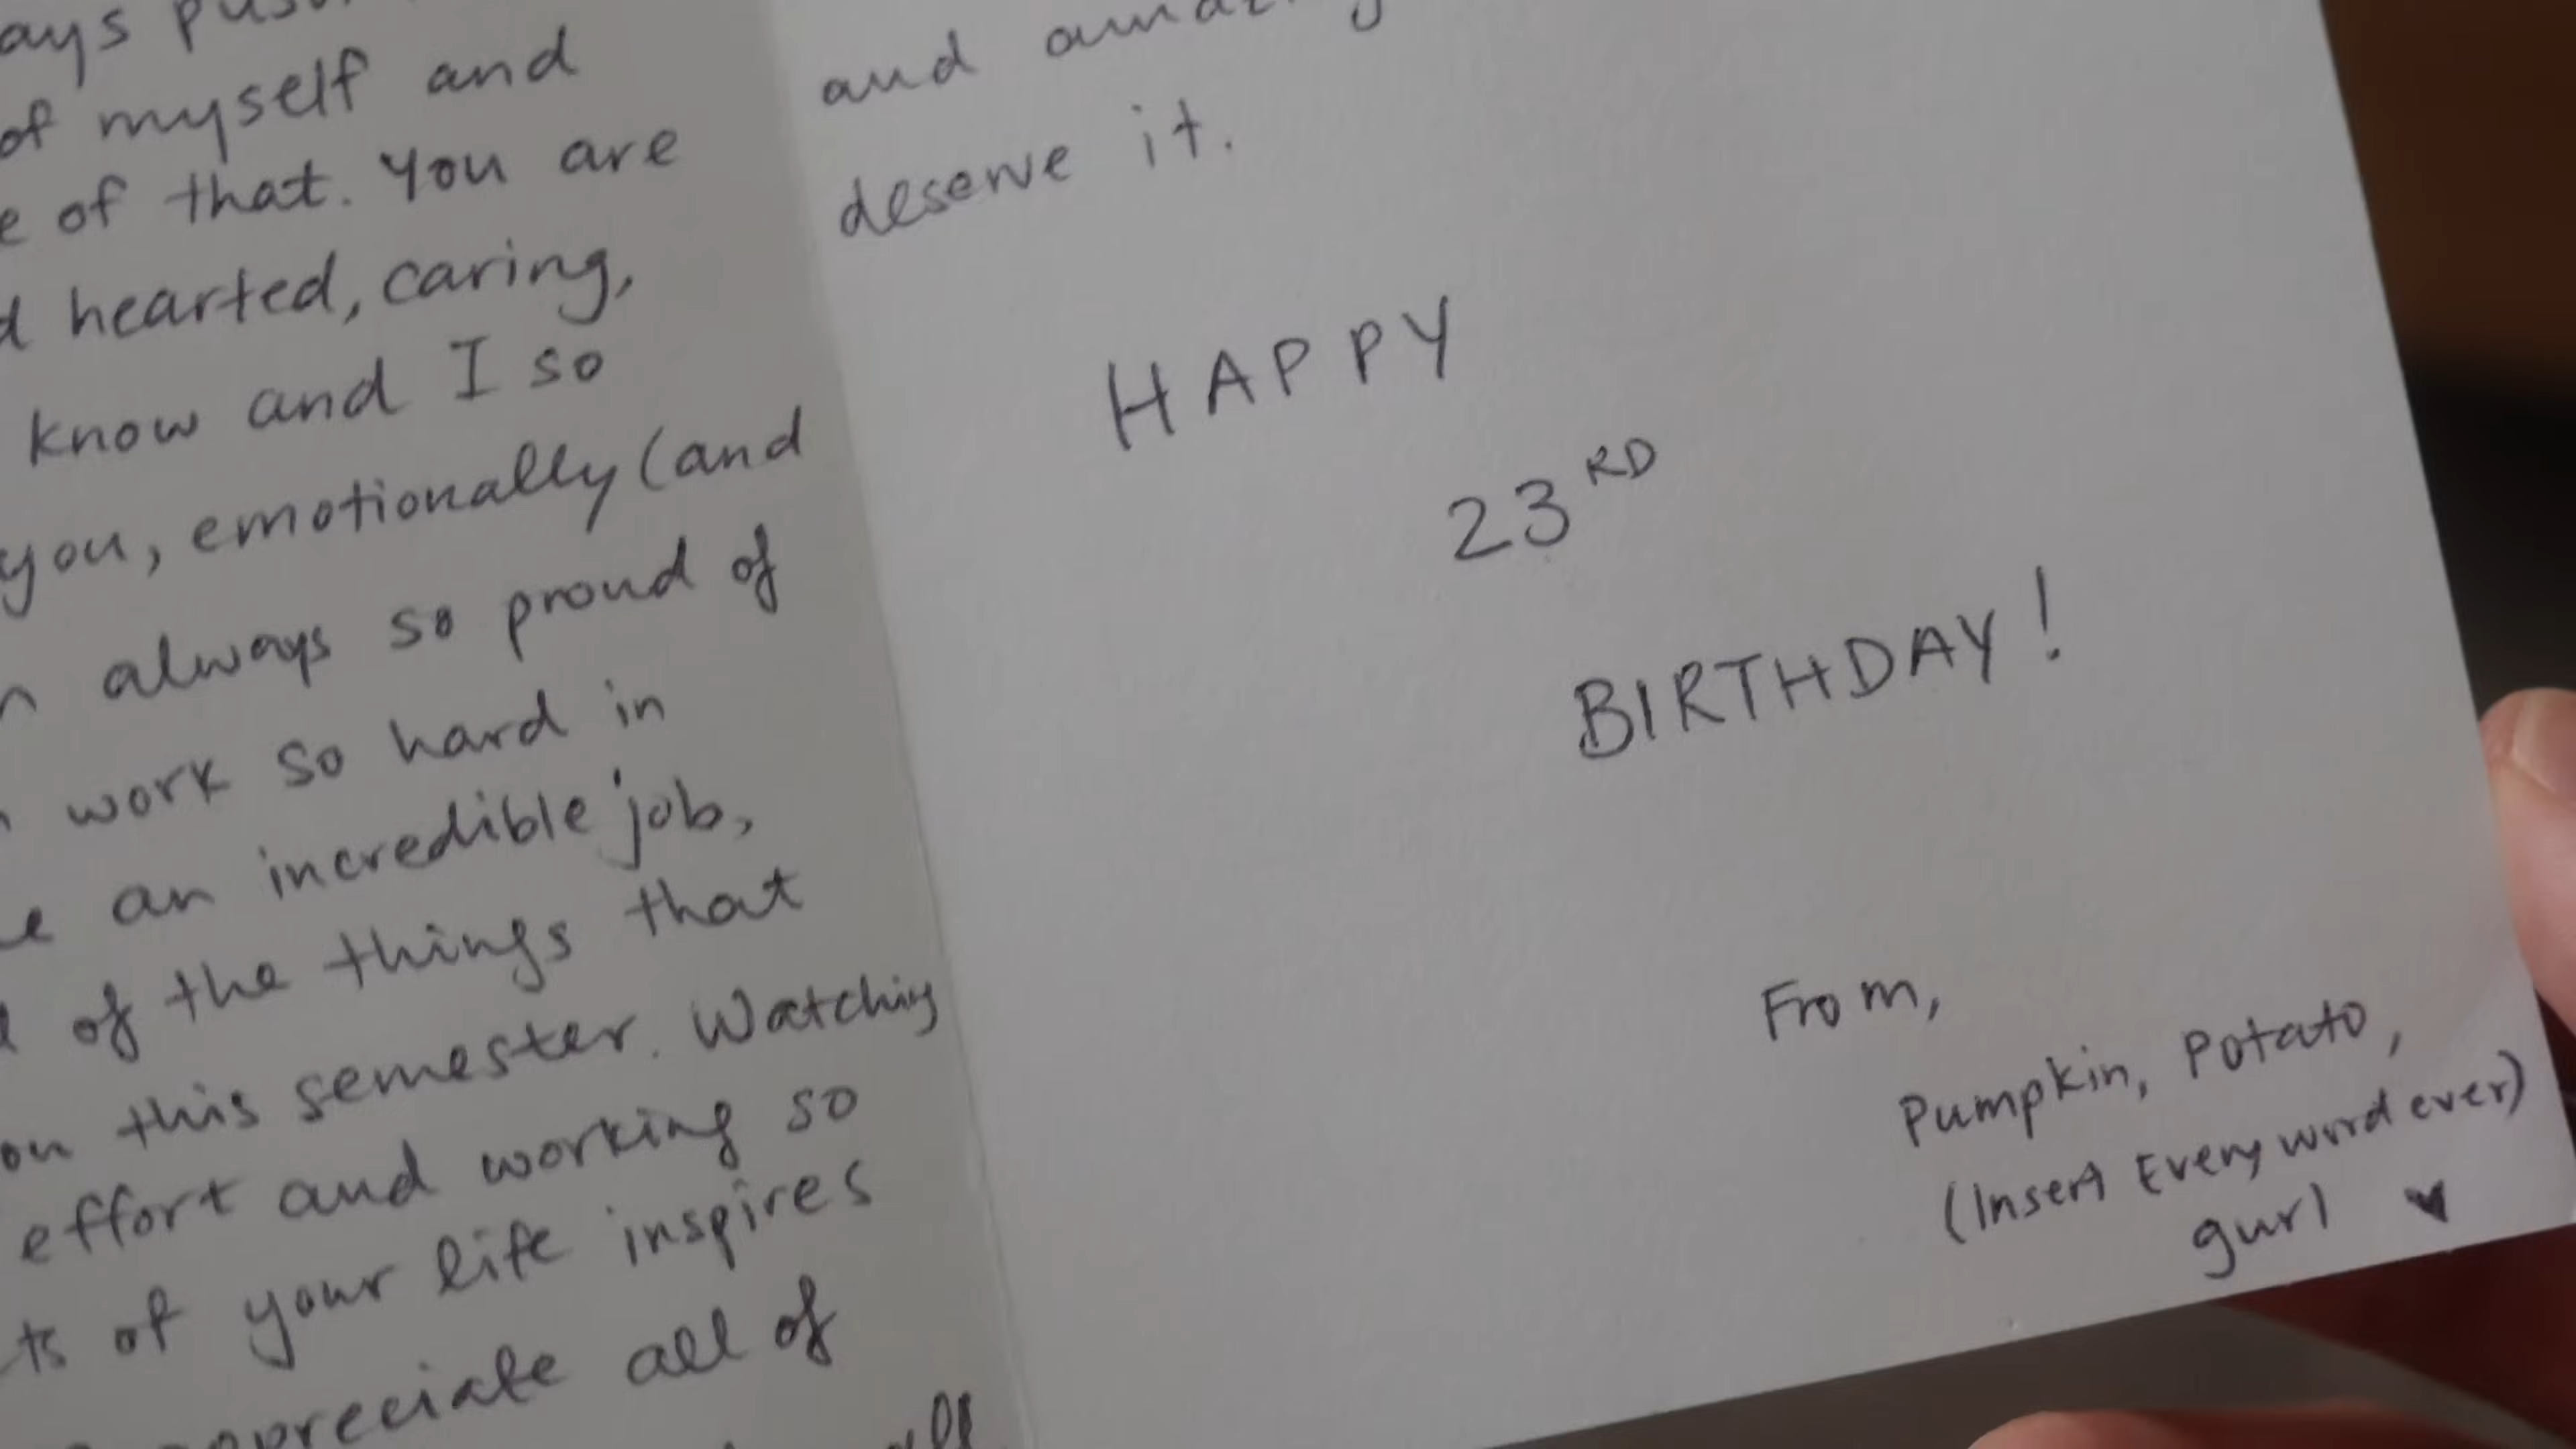 of myself and
of that. You are
hearted, caring,
know and I so
you, emotionally (and
always so proud of
work so hard in
an incredible job,
of the things that
on this semester. Watching
effort and working so
of your life inspires
all of
and
deserve it.
HAPPY
23RD
BIRTHDAY!
From,
Pumpkin, Potato,
(Insert Every word ever)
gurl ♥